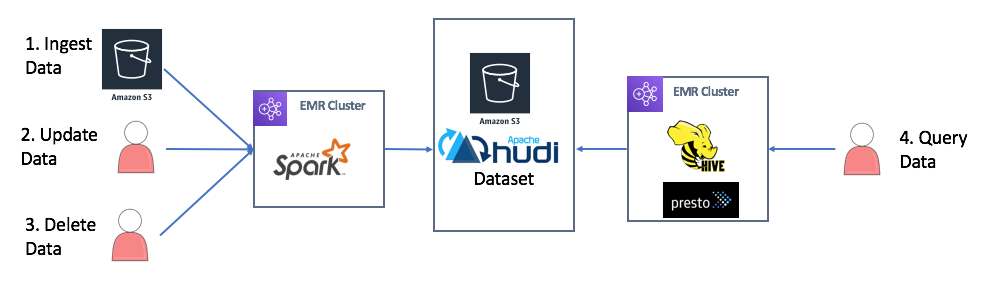 1. Ingest
Data
Amazon S3
2. Update
Data
3. Delete
Data
EMR Cluster
APACHE
Spark™
Amazon S3
Apache
hudi
Dataset
EMR Cluster
HIVE
presto
4. Query
Data